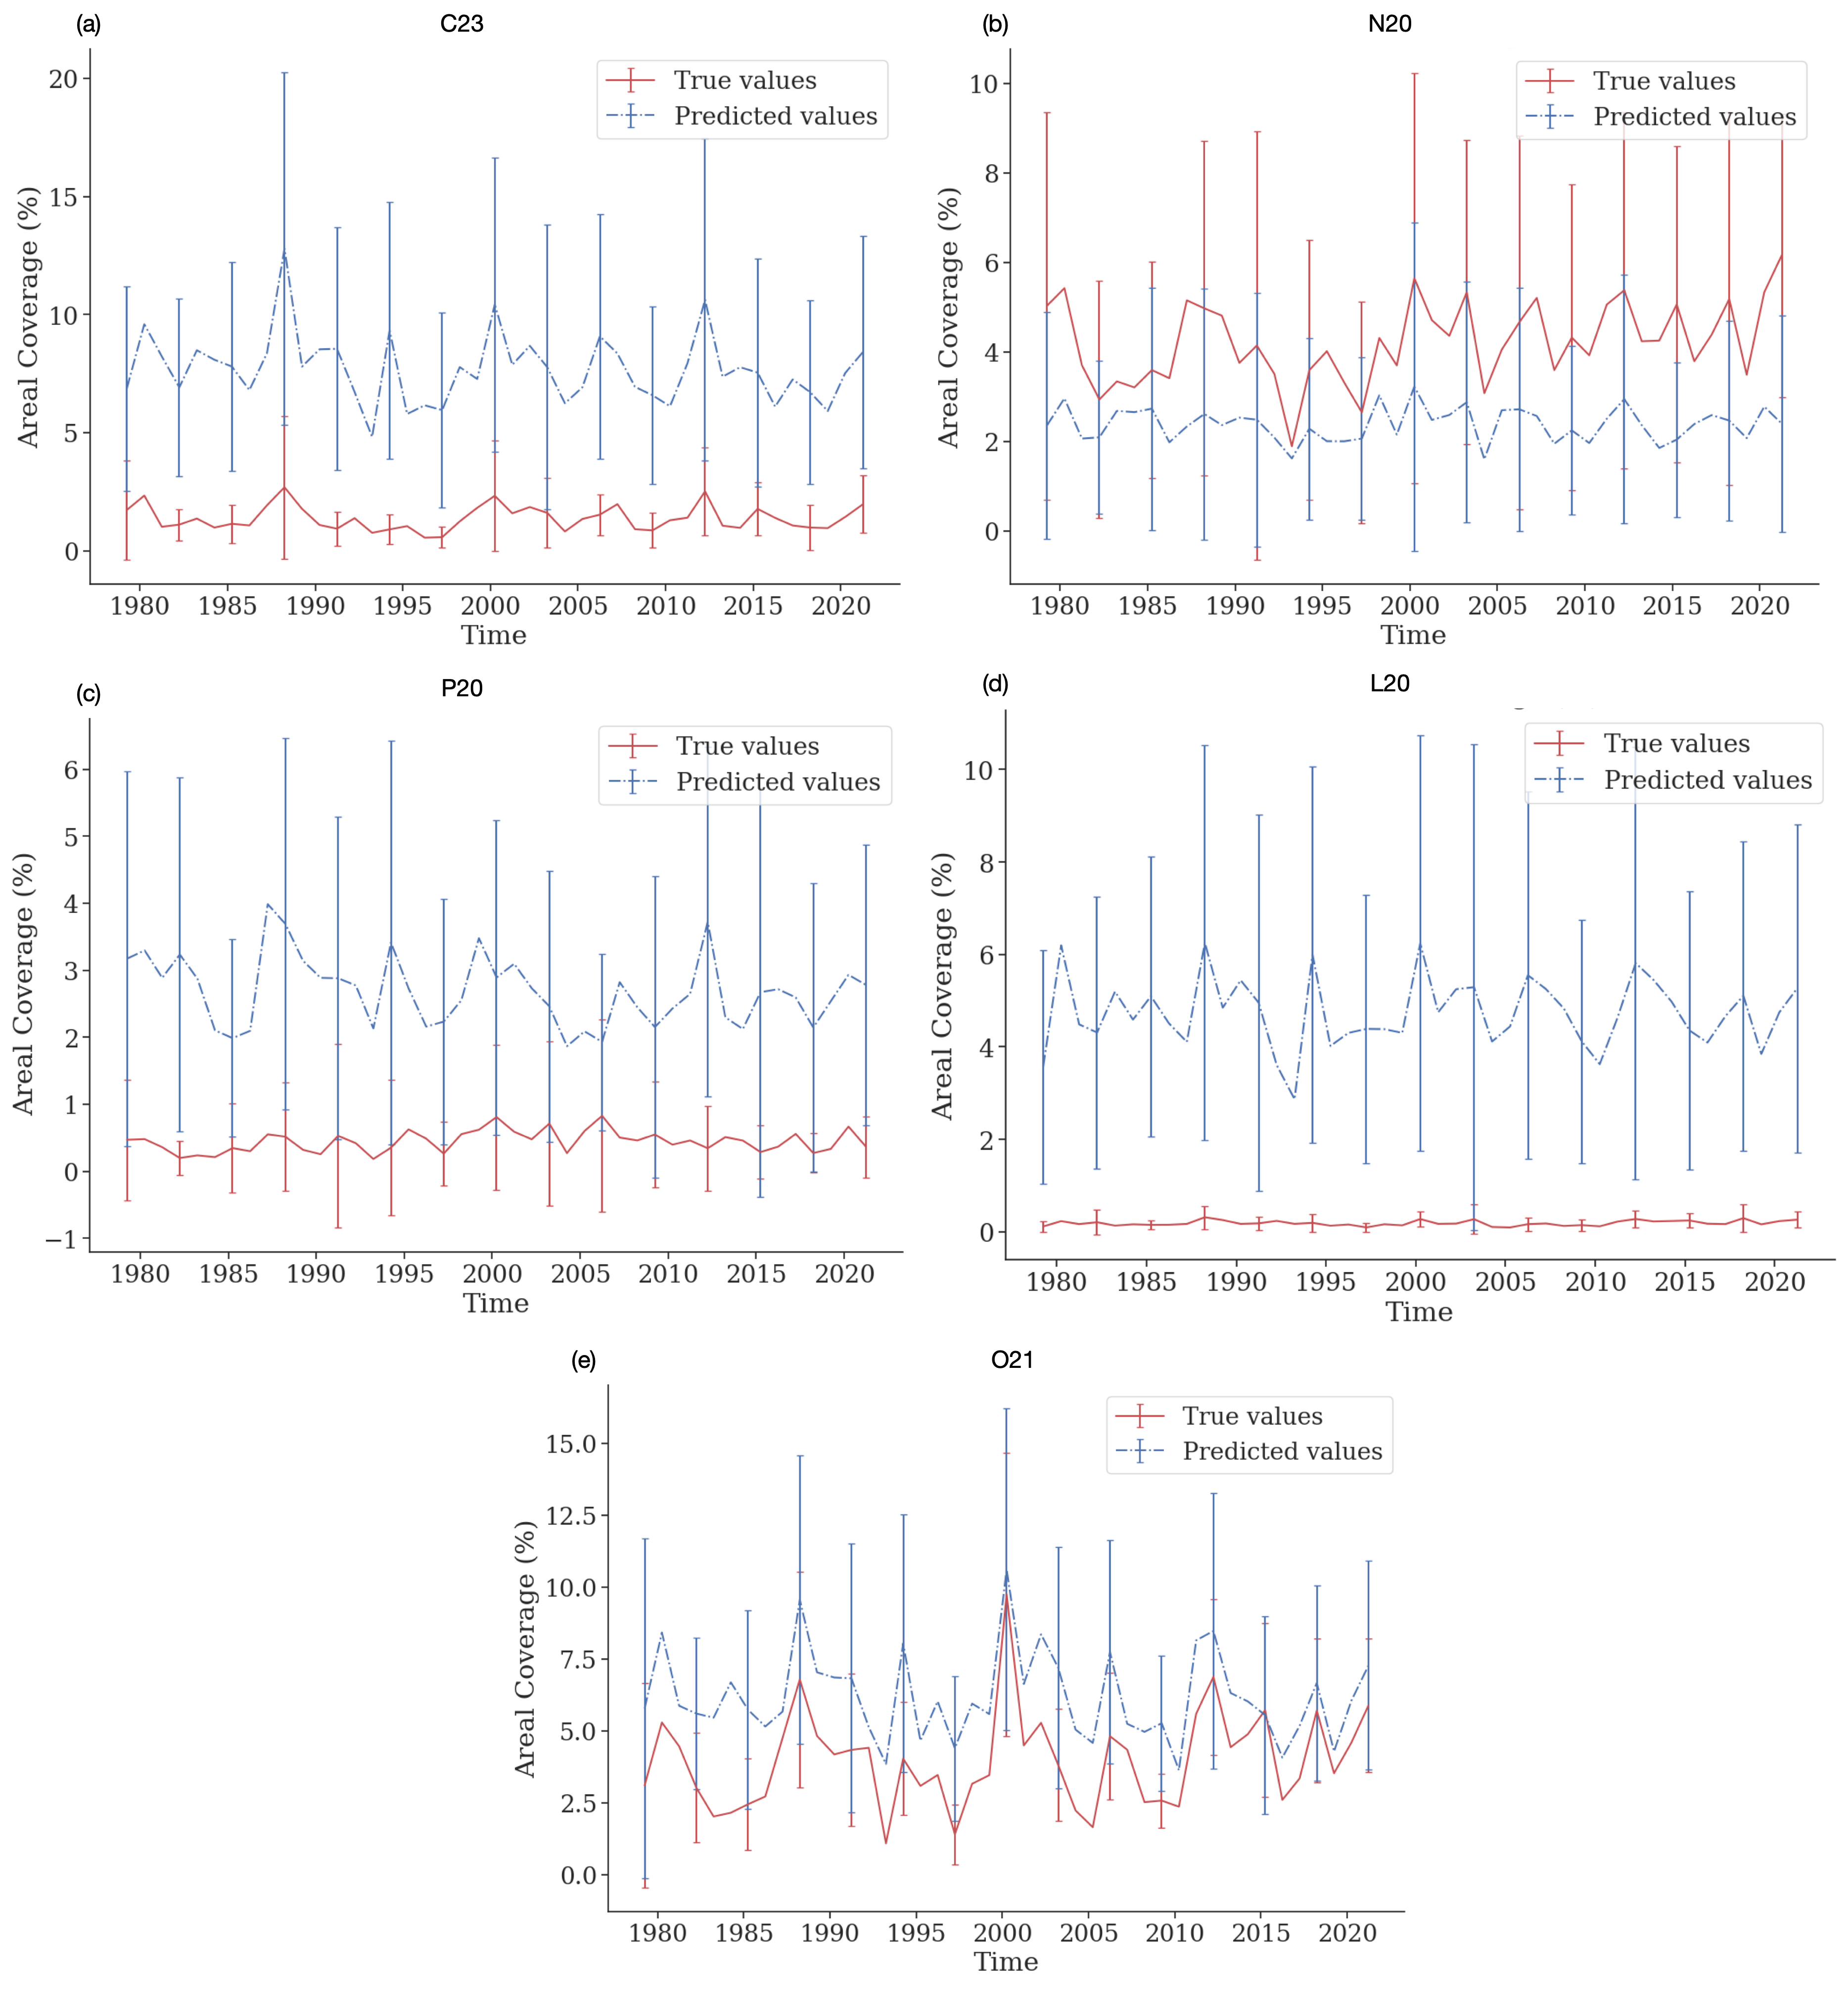 (a) C23
True values
Predicted values
Areal Coverage (%)
20
15
10
5
0
1980 1985 1990 1995 2000 2005 2010 2015 2020
Time
(b) N20
True values
Predicted values
Areal Coverage (%)
10
8
6
4
2
0
1980 1985 1990 1995 2000 2005 2010 2015 2020
Time
(c) P20
True values
Predicted values
Areal Coverage (%)
6
5
4
3
2
1
0
−1
1980 1985 1990 1995 2000 2005 2010 2015 2020
Time
(d) L20
True values
Predicted values
Areal Coverage (%)
10
8
6
4
2
0
1980 1985 1990 1995 2000 2005 2010 2015 2020
Time
(e) O21
True values
Predicted values
Areal Coverage (%)
15.0
12.5
10.0
7.5
5.0
2.5
0.0
1980 1985 1990 1995 2000 2005 2010 2015 2020
Time